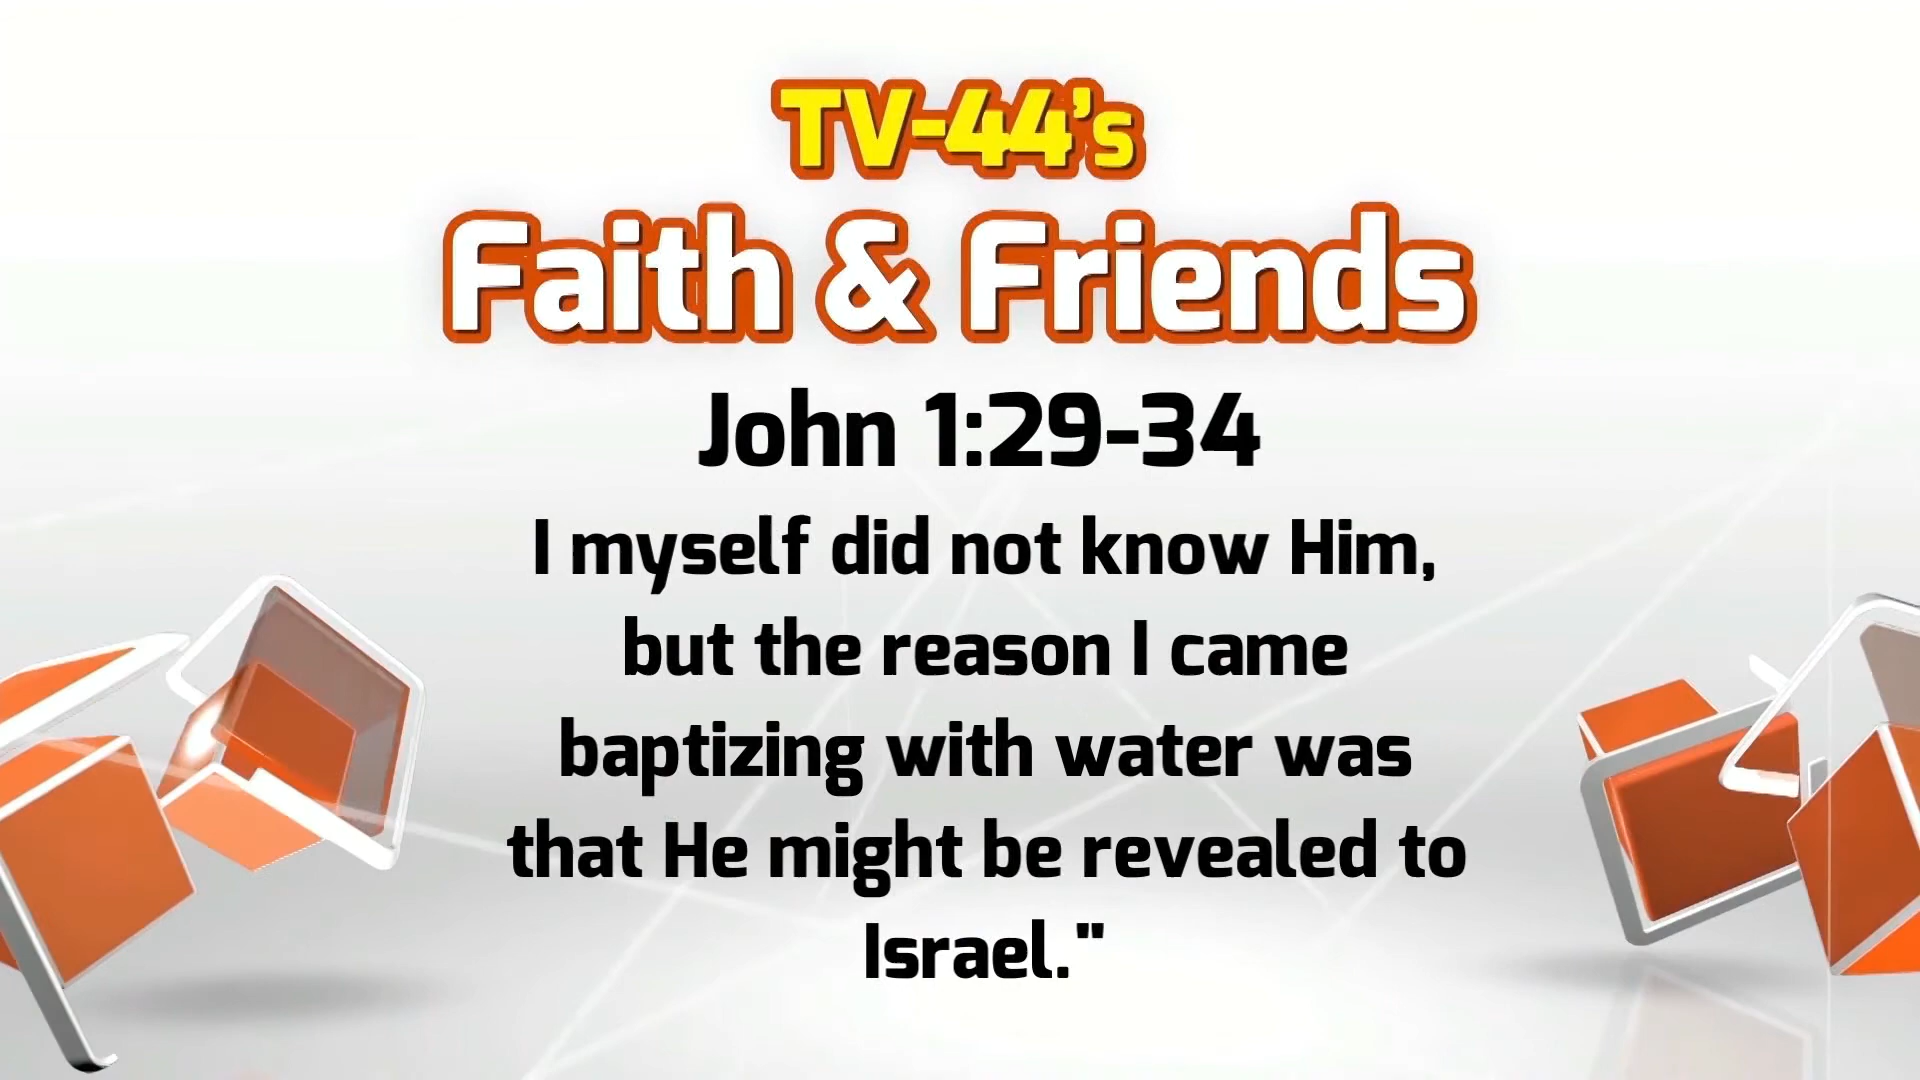 TV-44's
Faith & Friends
John 1:29-34
I myself did not know Him,
but the reason I came
baptizing with water was
that He might be revealed to
Israel."